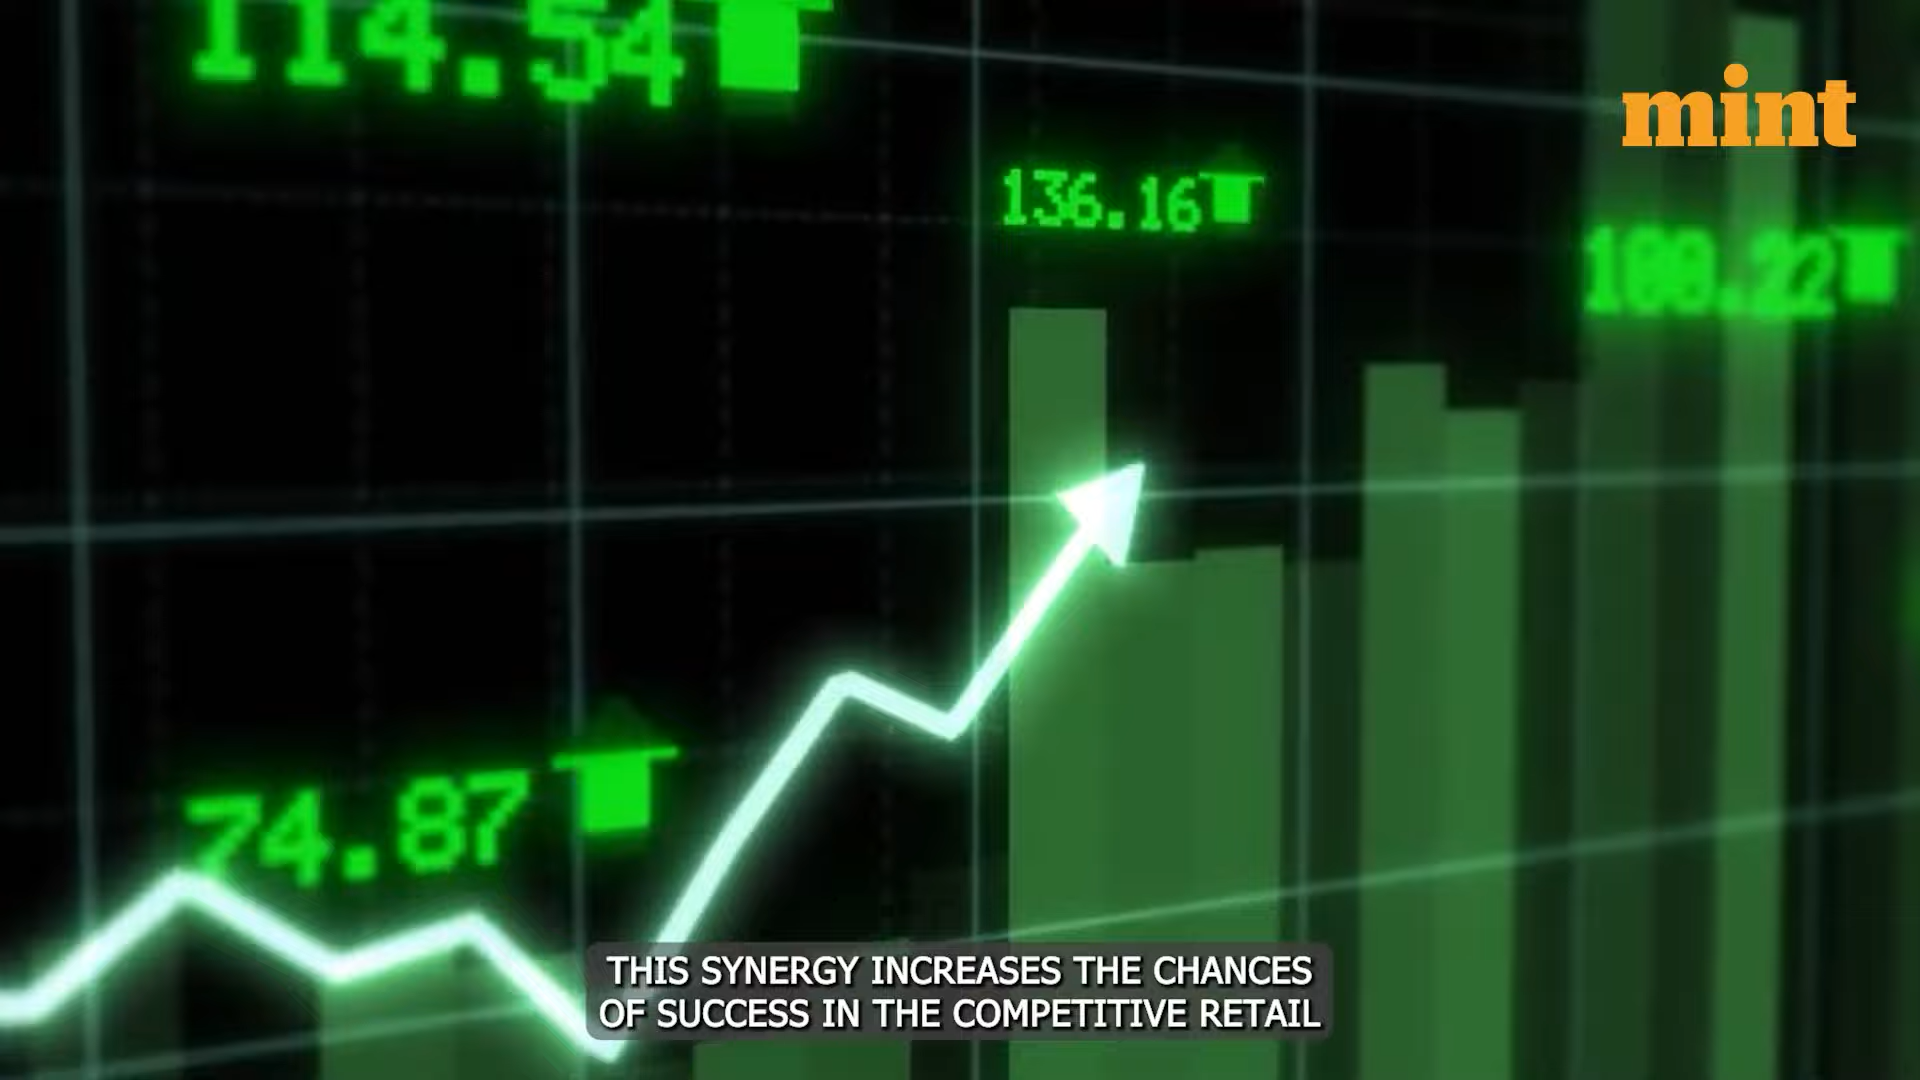 114.54
mint
136.16
74.87
THIS SYNERGY INCREASES THE CHANCES
OF SUCCESS IN THE COMPETITIVE RETAIL